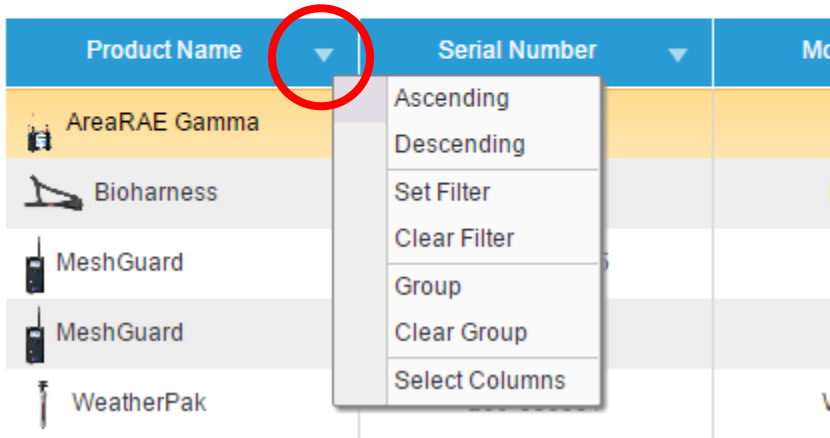 Product Name
Serial Number
Ascending
AreaRAE Gamma
Descending
Bioharness
Set Filter
Clear Filter
MeshGuard
Group
MeshGuard
Clear Group
Select Columns
WeatherPak